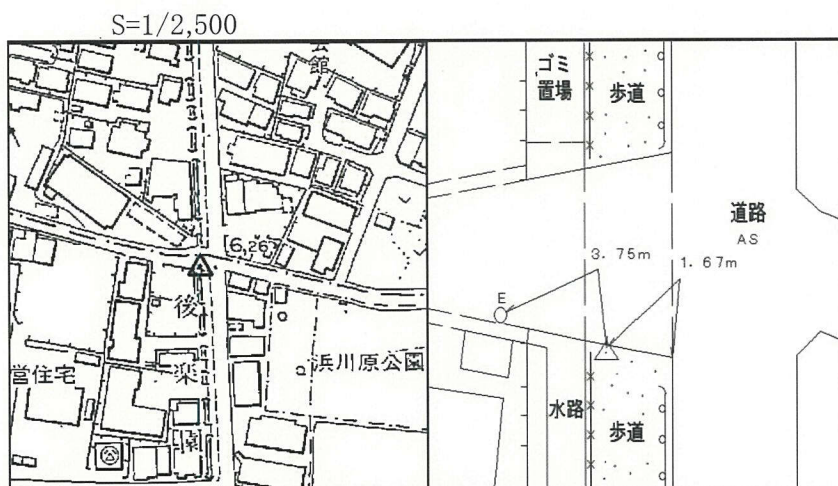 S=1/2,500
会
館
6.26
後
楽
園
営住宅
浜川原公園
ゴミ
置場
歩道
道路
AS
3.75m
1.67m
E
水路
歩道